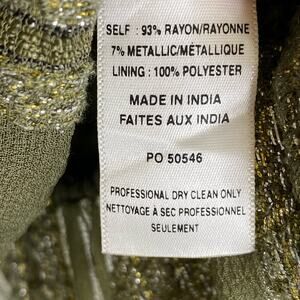 SELF : 93% RAYON/RAYONNE
7% METALLIC/MÉTALLIQUE
LINING : 100% POLYESTER
MADE IN INDIA
FAITES AUX INDIA
PO 50546
PROFESSIONAL DRY CLEAN ONLY
NETTOYAGE À SEC PROFESSIONNEL
SEULEMENT